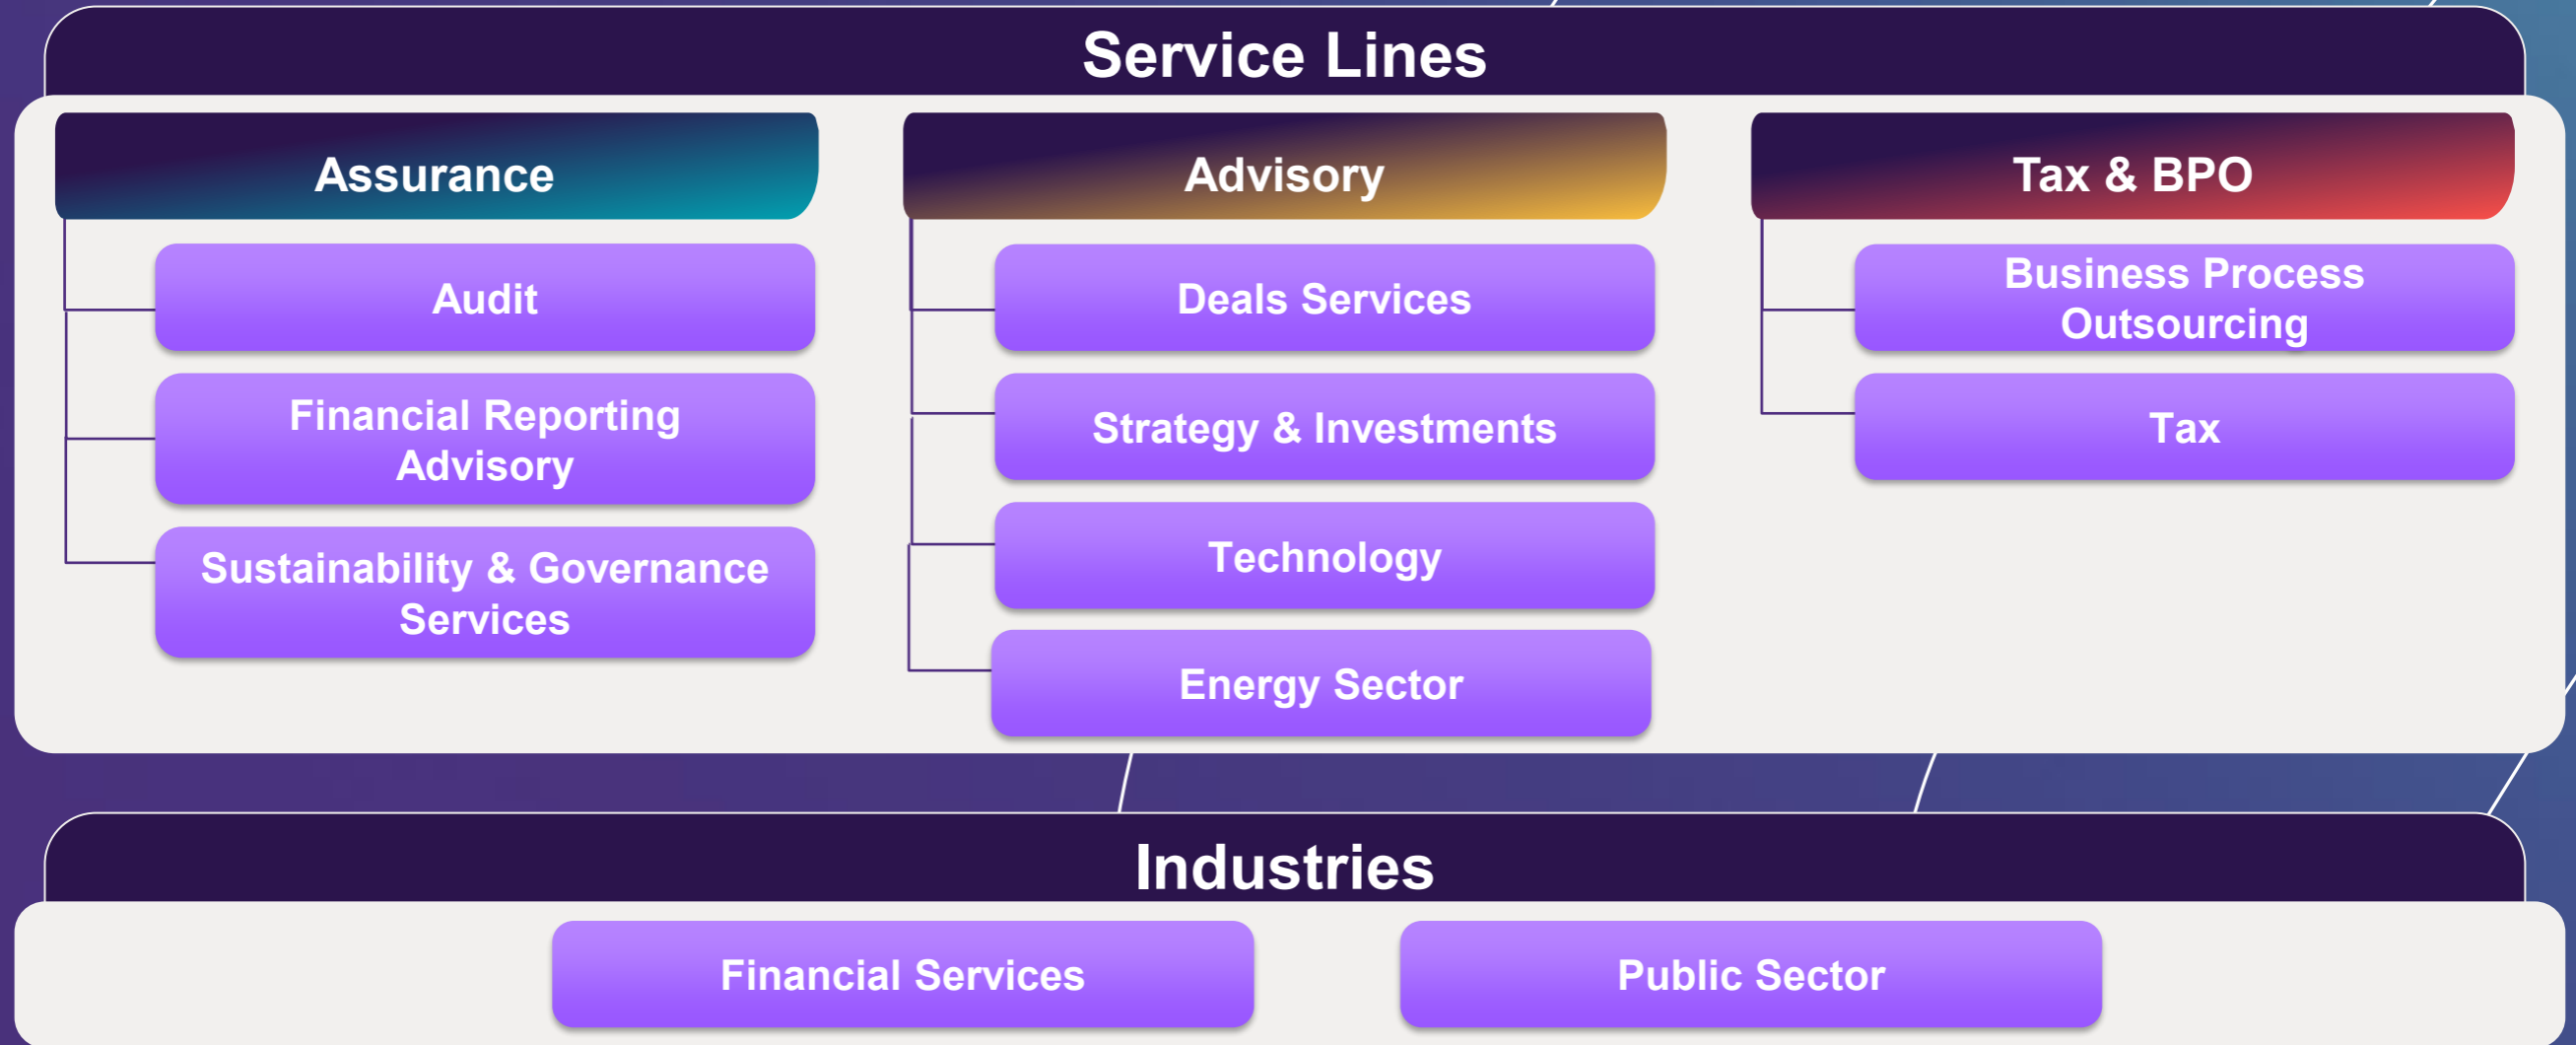 Service Lines
Assurance
Audit
Financial Reporting
Advisory
Sustainability & Governance
Services
Advisory
Deals Services
Strategy & Investments
Technology
Energy Sector
Tax & BPO
Business Process
Outsourcing
Tax
Industries
Financial Services
Public Sector